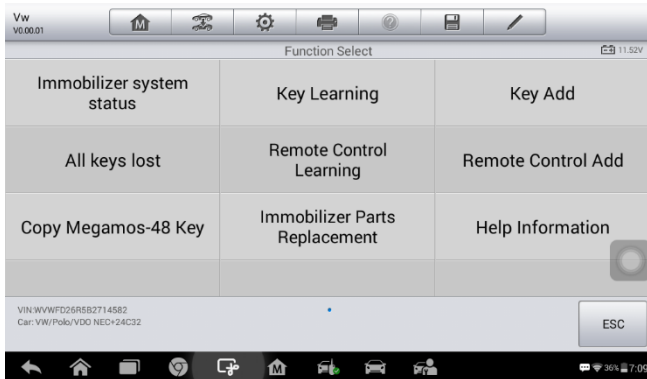 Vw
V0.00.01
Function Select
11.52V
Immobilizer system
status
Key Learning
Key Add
All keys lost
Remote Control
Learning
Remote Control Add
Copy Megamos-48 Key
Immobilizer Parts
Replacement
Help Information
VIN:WVWFD26R5B2714582
Car: VW/Polo/VDO NEC+24C32
ESC
36%
7:09